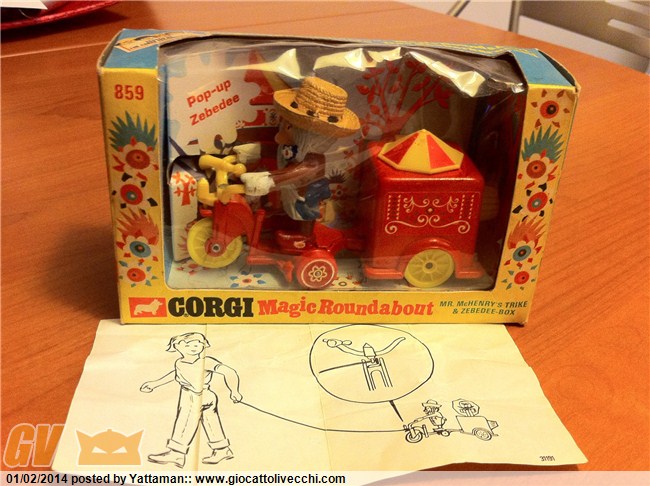 859
Pop-up
Zebedee
CORGI Magic Roundabout
MR. McHENRY'S TRIKE
& ZEBEDEE-BOX
GV
01/02/2014 posted by Yattaman:: www.giocattolivecchi.com